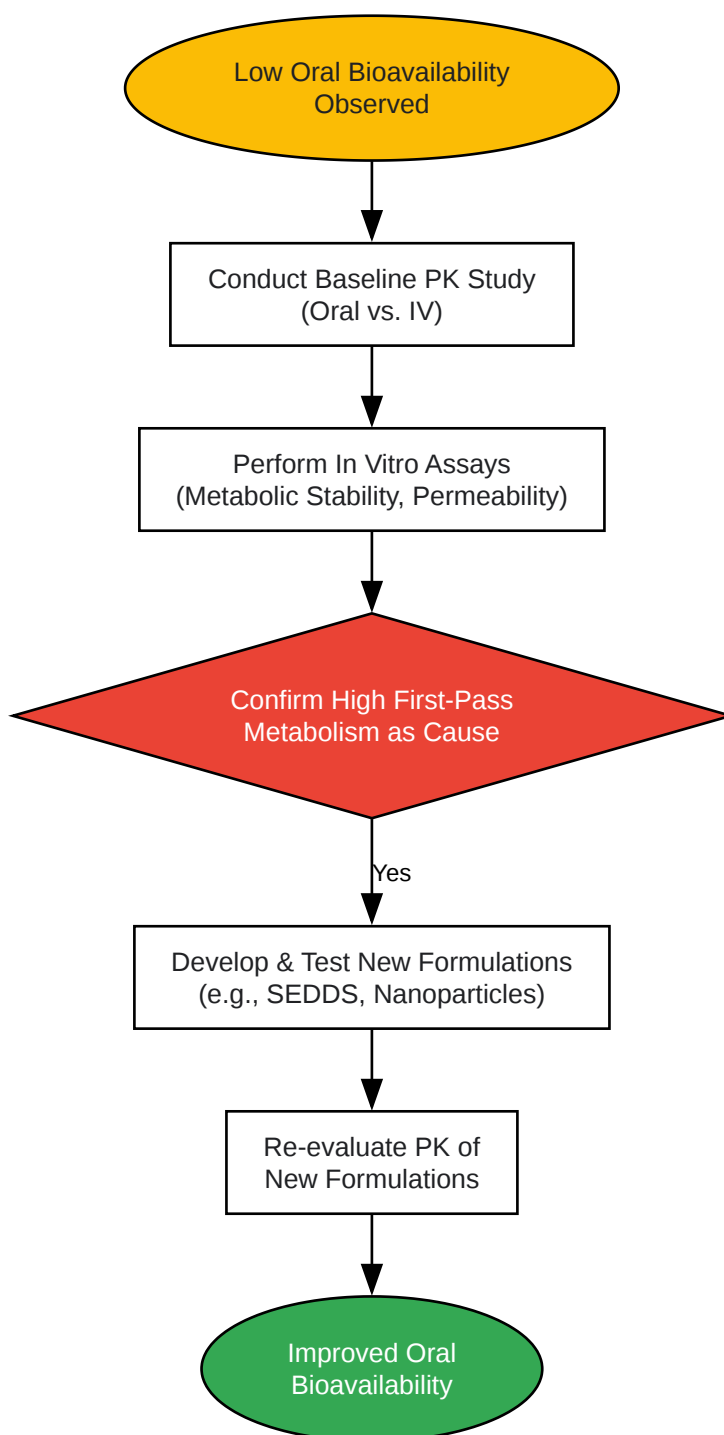 Low Oral Bioavailability
Observed
Conduct Baseline PK Study
(Oral vs. IV)
Perform In Vitro Assays
(Metabolic Stability, Permeability)
Confirm High First-Pass
Metabolism as Cause
Yes
Develop & Test New Formulations
(e.g., SEDDS, Nanoparticles)
Re-evaluate PK of
New Formulations
Improved Oral
Bioavailability